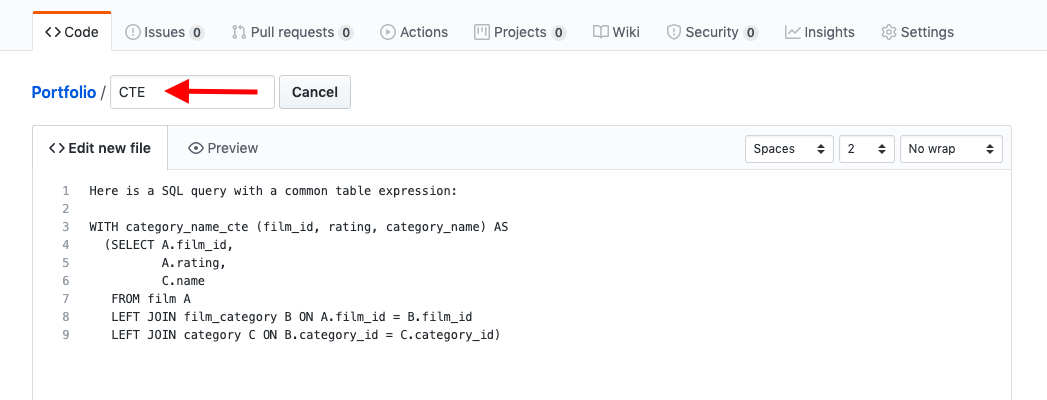 Code Issues 0 Pull requests 0 Actions Projects 0 Wiki Security 0 Insights Settings
Portfolio / CTE Cancel
Edit new file Preview Spaces 2 No wrap
1 Here is a SQL query with a common table expression:
2
3 WITH category_name_cte (film_id, rating, category_name) AS
4 (SELECT A.film_id,
5 A.rating,
6 C.name
7 FROM film A
8 LEFT JOIN film_category B ON A.film_id = B.film_id
9 LEFT JOIN category C ON B.category_id = C.category_id)